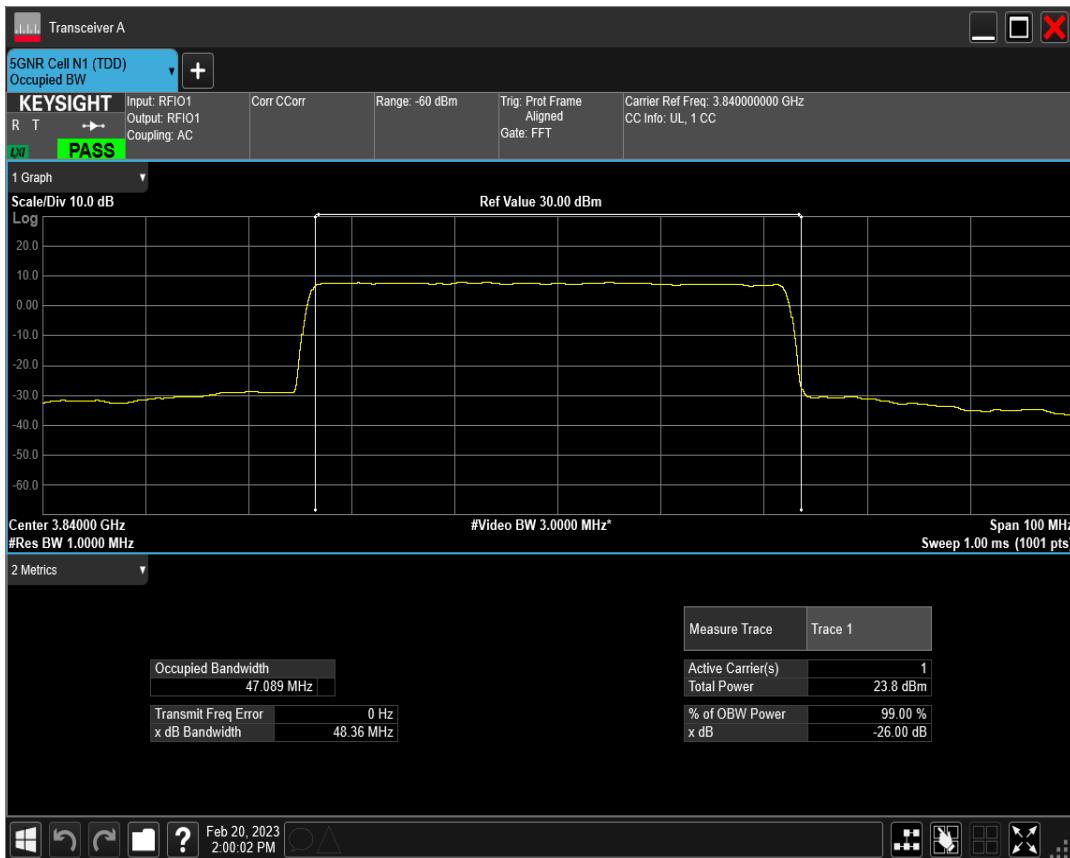 Transceiver A
5GNR Cell N1 (TDD)
Occupied BW
KEYSIGHT
R T
LXI
PASS
Input: RFIO1
Output: RFIO1
Coupling: AC
Corr CCorr
Range: -60 dBm
Trig: Prot Frame
Aligned
Gate: FFT
Carrier Ref Freq: 3.840000000 GHz
CC Info: UL, 1 CC
1 Graph
Scale/Div 10.0 dB
Ref Value 30.00 dBm
Log
20.0
10.0
0.00
-10.0
-20.0
-30.0
-40.0
-50.0
-60.0
Center 3.84000 GHz
#Video BW 3.0000 MHz*
Span 100 MHz
#Res BW 1.0000 MHz
Sweep 1.00 ms (1001 pts)
2 Metrics
Measure Trace Trace 1
Occupied Bandwidth
47.089 MHz
Active Carrier(s) 1
Total Power 23.8 dBm
Transmit Freq Error 0 Hz
x dB Bandwidth 48.36 MHz
% of OBW Power 99.00 %
x dB -26.00 dB
?
Feb 20, 2023
2:00:02 PM